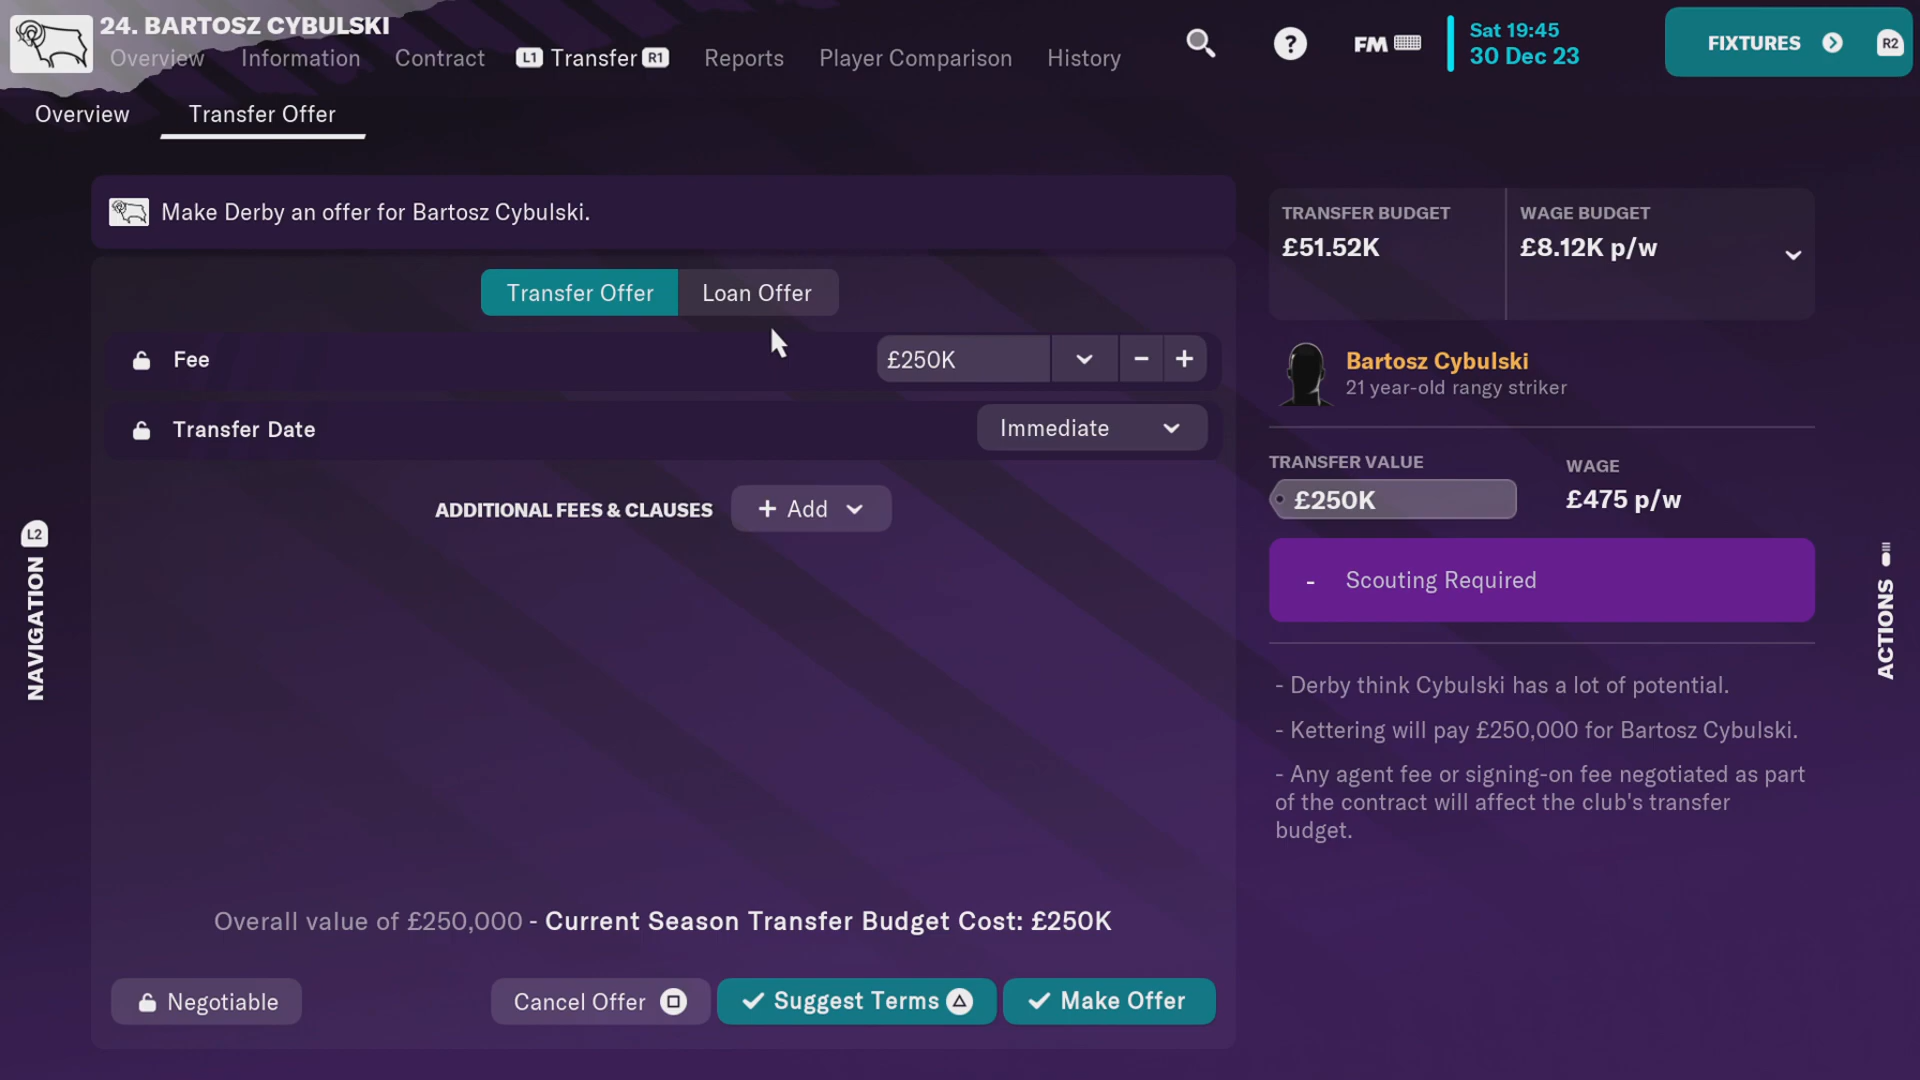 24. BARTOSZ CYBULSKI
Overview Information Contract L1 Transfer R1 Reports Player Comparison History
? FM Sat 19:45
30 Dec 23
FIXTURES R2
Overview Transfer Offer
Make Derby an offer for Bartosz Cybulski.
Transfer Offer Loan Offer
Fee £250K - +
Transfer Date Immediate
ADDITIONAL FEES & CLAUSES + Add
Overall value of £250,000 - Current Season Transfer Budget Cost: £250K
Negotiable Cancel Offer Suggest Terms Make Offer
L2
NAVIGATION
TRANSFER BUDGET WAGE BUDGET
£51.52K £8.12K p/w
Bartosz Cybulski
21 year-old rangy striker
TRANSFER VALUE WAGE
£250K £475 p/w
- Scouting Required
- Derby think Cybulski has a lot of potential.
- Kettering will pay £250,000 for Bartosz Cybulski.
- Any agent fee or signing-on fee negotiated as part
of the contract will affect the club's transfer
budget.
ACTIONS